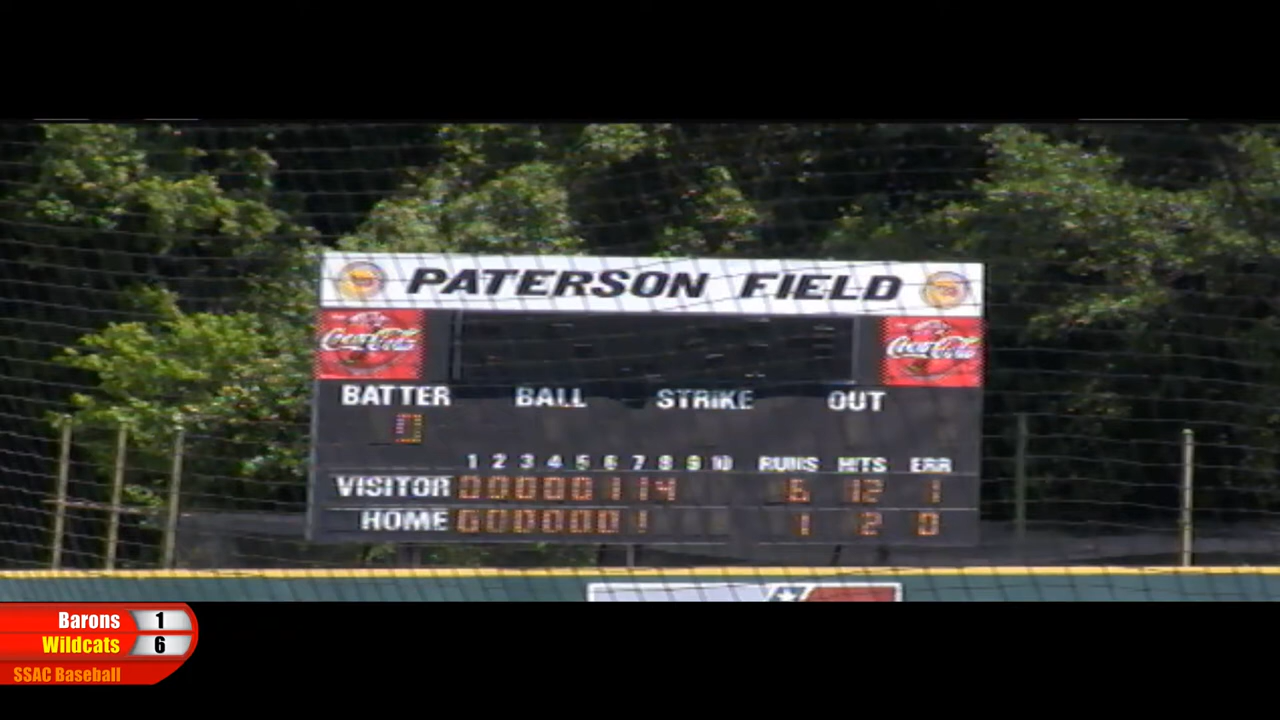 PATERSON FIELD
Coca-Cola Coca-Cola
BATTER BALL STRIKE OUT
0
1 2 3 4 5 6 7 8 9 10 RUNS HITS ERR
VISITOR 0 0 0 0 0 1 1 4 6 12 1
HOME 0 0 0 0 0 0 1 1 2 0
Barons 1
Wildcats 6
SSAC Baseball